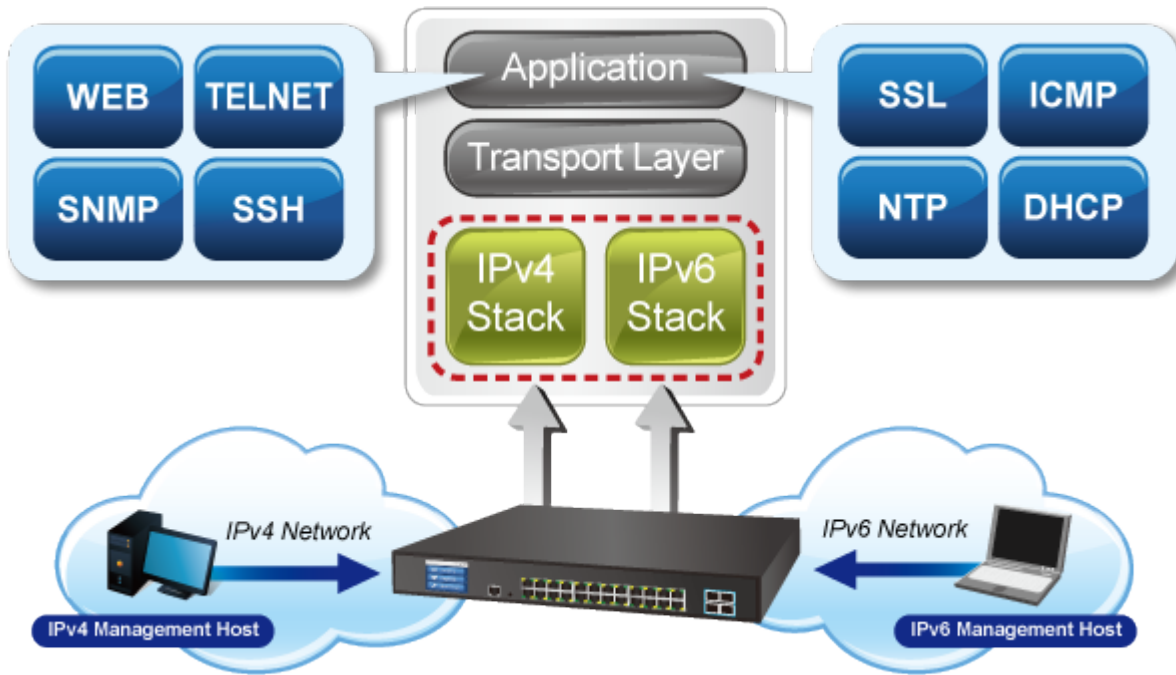 WEB
TELNET
SNMP
SSH
Application
Transport Layer
IPv4
Stack
IPv6
Stack
SSL
ICMP
NTP
DHCP
IPv4 Network
IPv4 Management Host
IPv6 Network
IPv6 Management Host